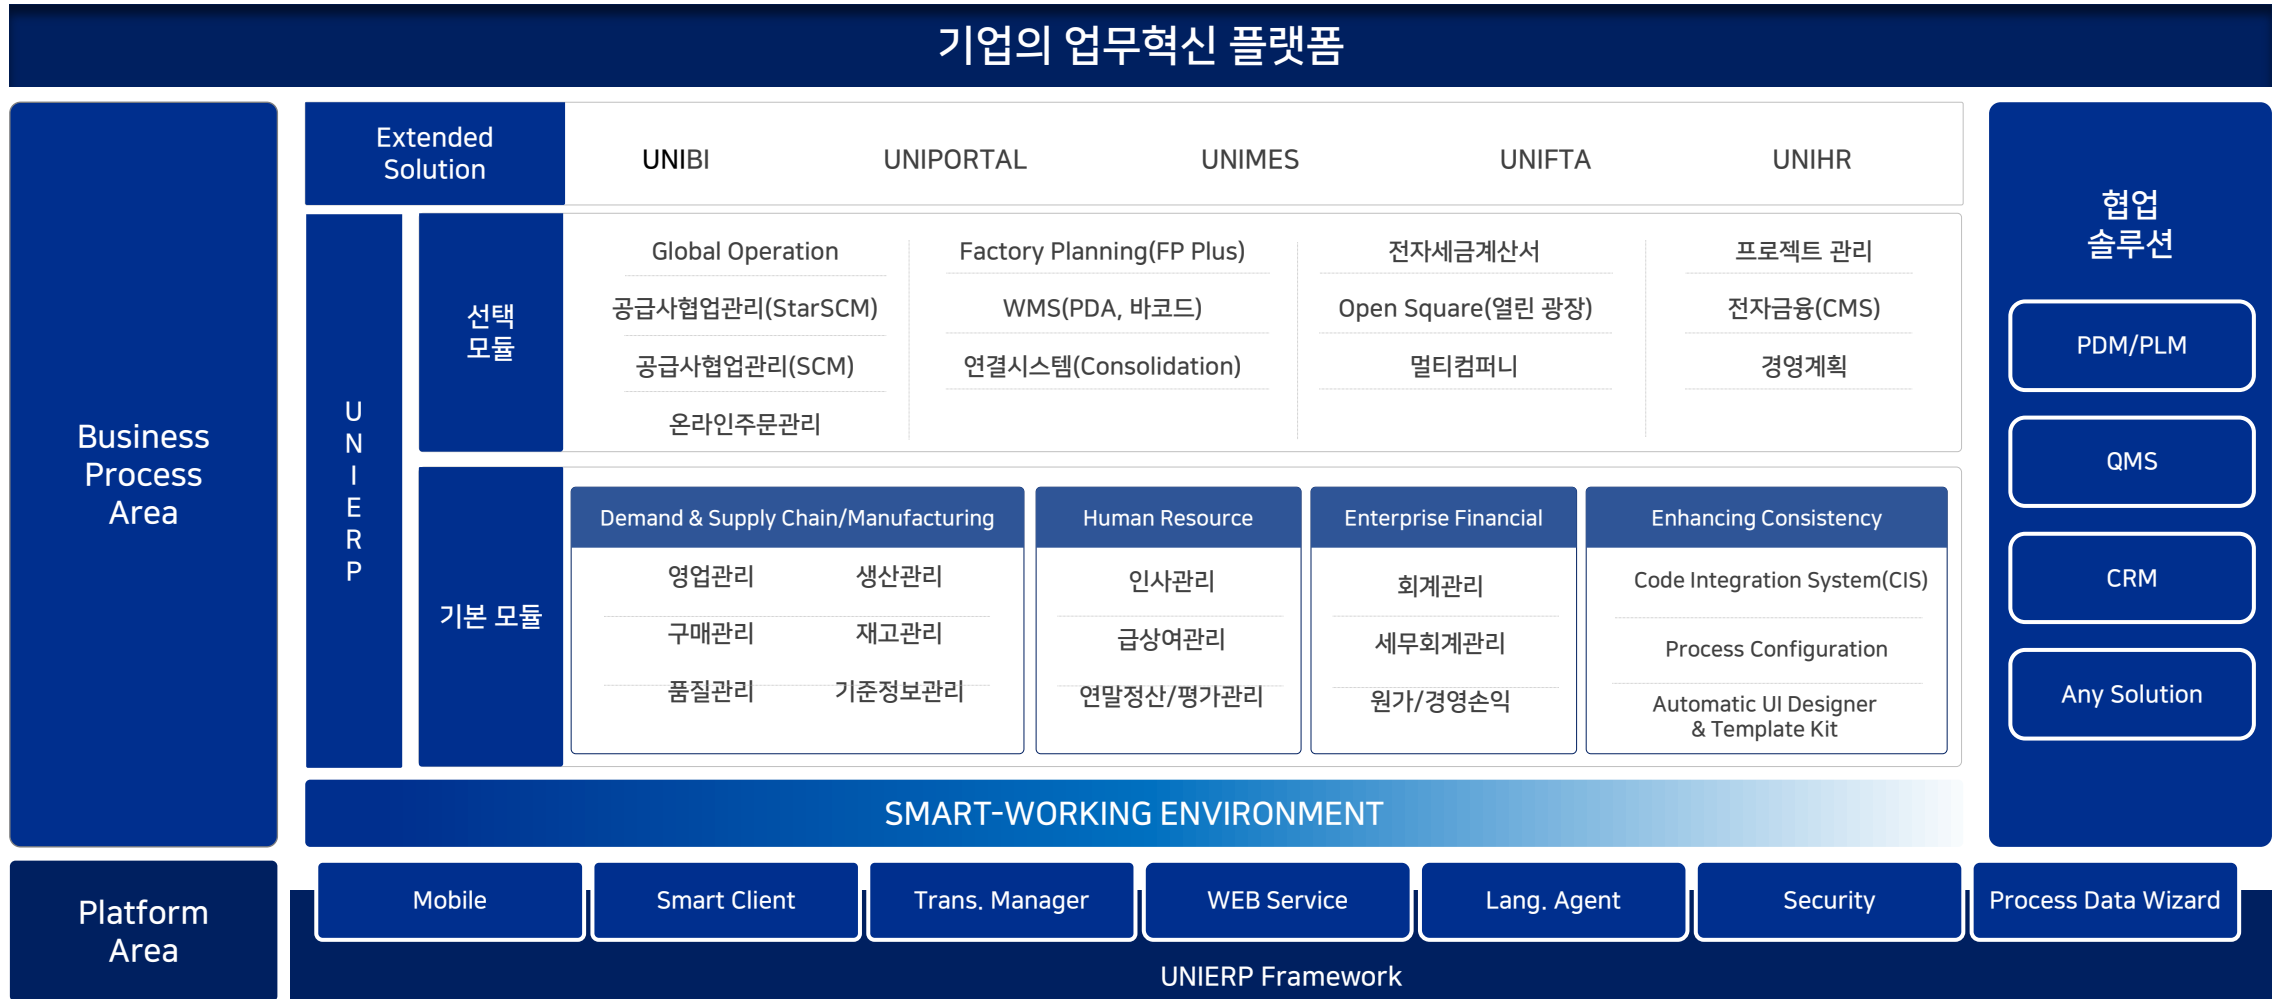 기업의 업무혁신 플랫폼
Business
Process
Area
Extended
Solution
UNIBI
UNIPORTAL
UNIMES
UNIFTA
UNIHR
U
N
I
E
R
P
선택
모듈
Global Operation
공급사협업관리(StarSCM)
공급사협업관리(SCM)
온라인주문관리
Factory Planning(FP Plus)
WMS(PDA, 바코드)
연결시스템(Consolidation)
전자세금계산서
Open Square(열린 광장)
멀티컴퍼니
프로젝트 관리
전자금융(CMS)
경영계획
기본 모듈
Demand & Supply Chain/Manufacturing
영업관리
생산관리
구매관리
재고관리
품질관리
기준정보관리
Human Resource
인사관리
급상여관리
연말정산/평가관리
Enterprise Financial
회계관리
세무회계관리
원가/경영손익
Enhancing Consistency
Code Integration System(CIS)
Process Configuration
Automatic UI Designer
& Template Kit
SMART-WORKING ENVIRONMENT
협업
솔루션
PDM/PLM
QMS
CRM
Any Solution
Platform
Area
Mobile
Smart Client
Trans. Manager
WEB Service
Lang. Agent
Security
Process Data Wizard
UNIERP Framework